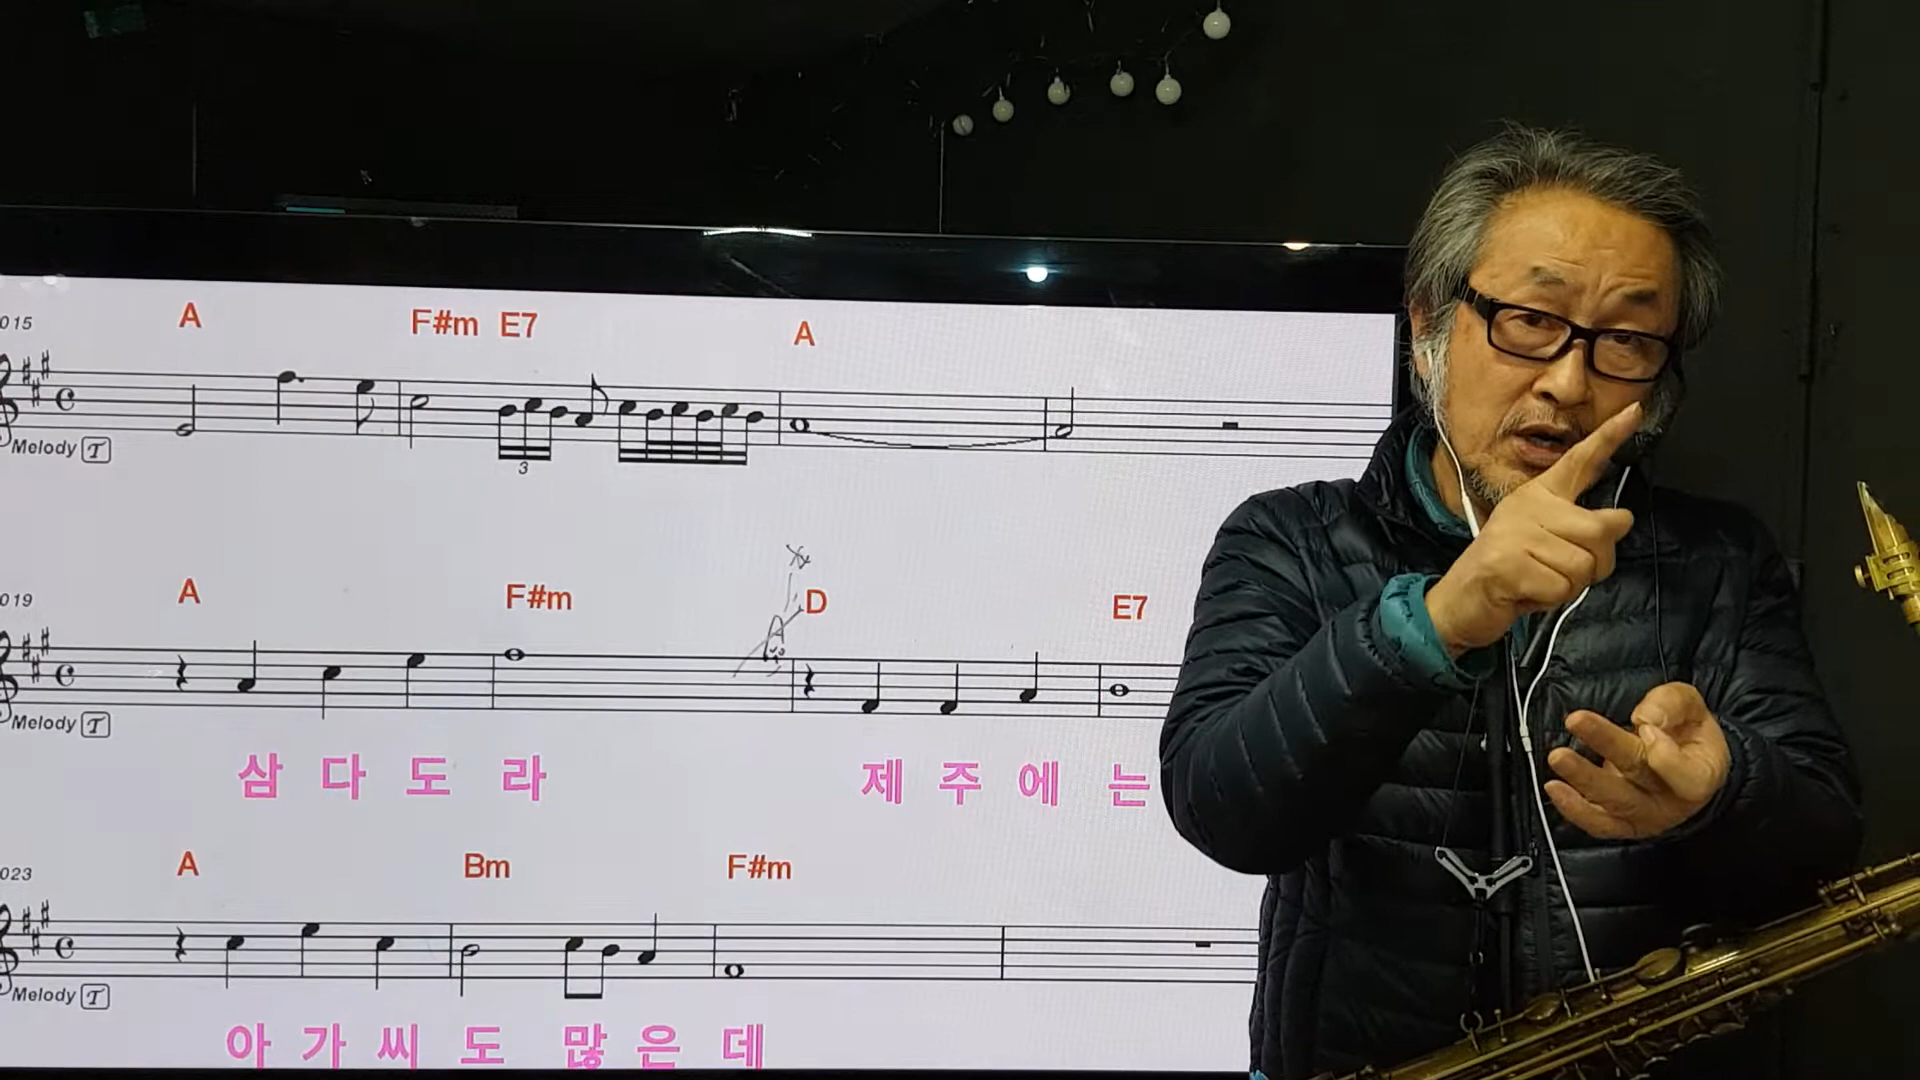 015 A F#m E7 A
Melody T
3
019 A F#m D E7
Melody T
삼 다 도 라 제 주 에 는
023 A Bm F#m
Melody T
아 가 씨 도 많 은 데